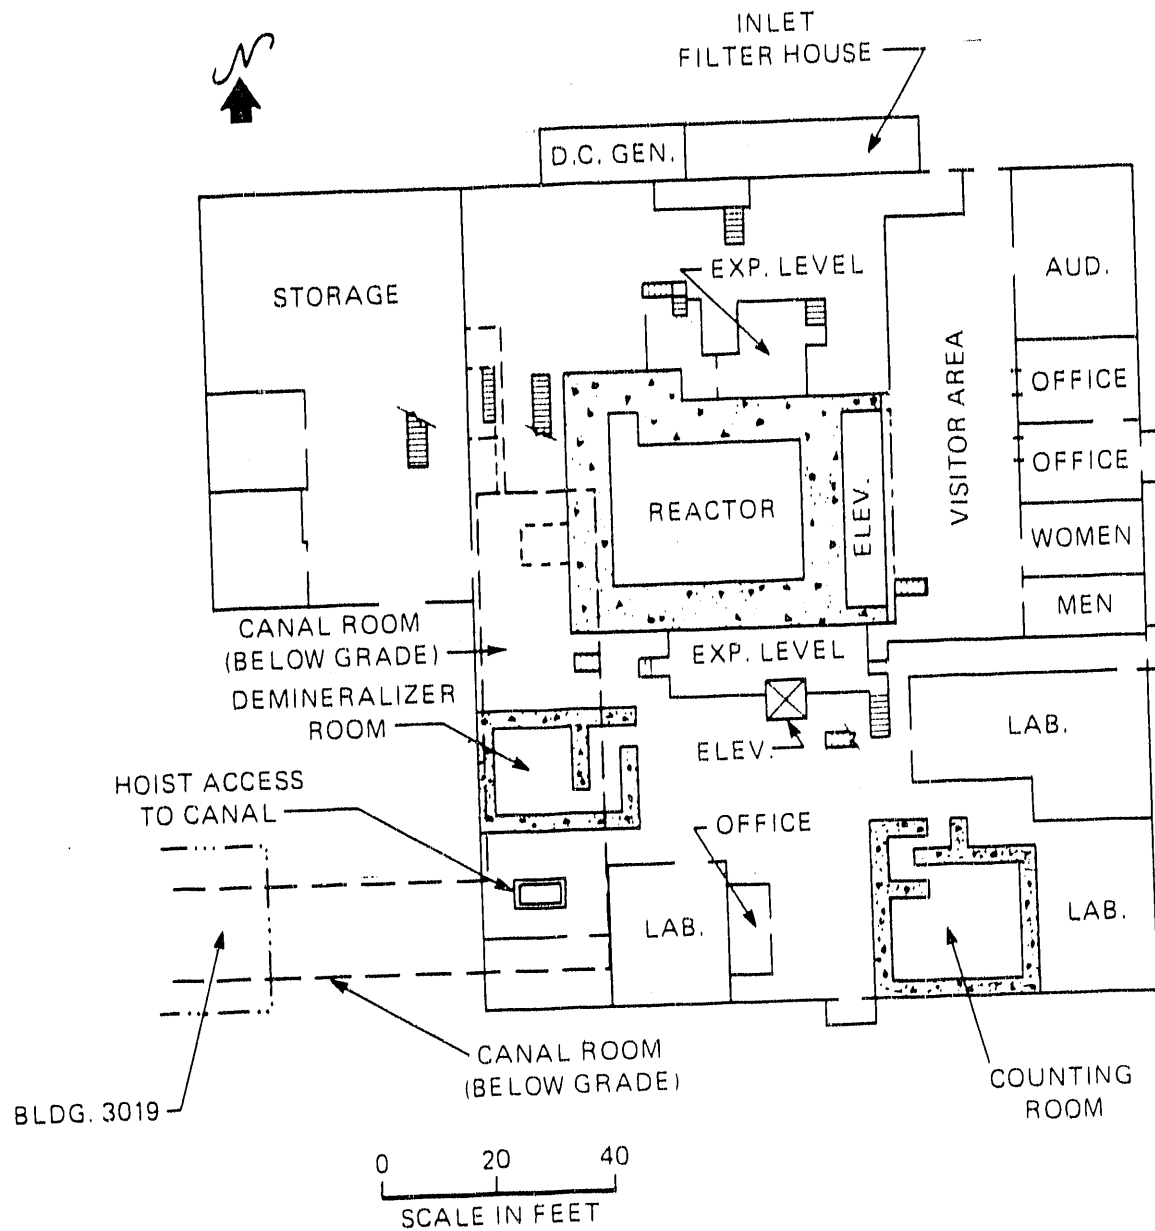 N
INLET
FILTER HOUSE
D.C. GEN.
EXP. LEVEL
STORAGE
AUD.
OFFICE
VISITOR AREA
OFFICE
REACTOR
ELEV.
WOMEN
MEN
CANAL ROOM
(BELOW GRADE)
EXP. LEVEL
DEMINERALIZER
ROOM
LAB.
ELEV.
HOIST ACCESS
TO CANAL
OFFICE
LAB.
LAB.
CANAL ROOM
(BELOW GRADE)
COUNTING
ROOM
BLDG. 3019
0 20 40
SCALE IN FEET